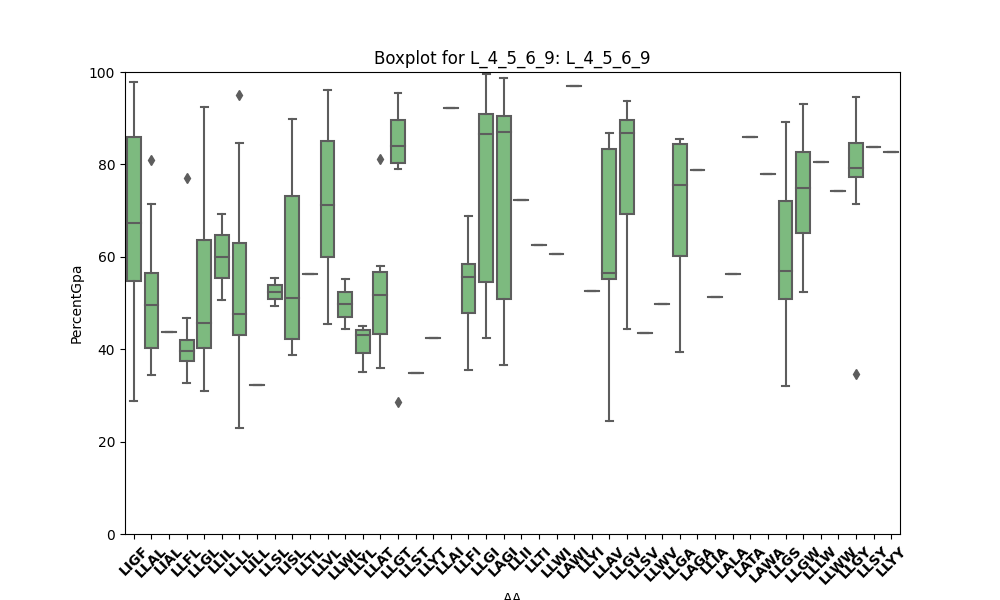 Boxplot for L_4_5_6_9: L_4_5_6_9
PercentGpa
100
80
60
40
20
0
LIGF
LLAL
LIAL
LLFL
LLGL
LLIL
LLLL
LILL
LLSL
LISL
LLTL
LLVL
LLWL
LLYL
LLAT
LLGT
LLST
LLYT
LLAI
LLFI
LLGI
LAGI
LLII
LLTI
LLWI
LAWI
LLYI
LLAV
LLGV
LLSV
LLWV
LLGA
LAGA
LLIA
LALA
LATA
LAWA
LLGS
LLGW
LLLW
LLWW
LLGY
LLSY
LLYY
AA